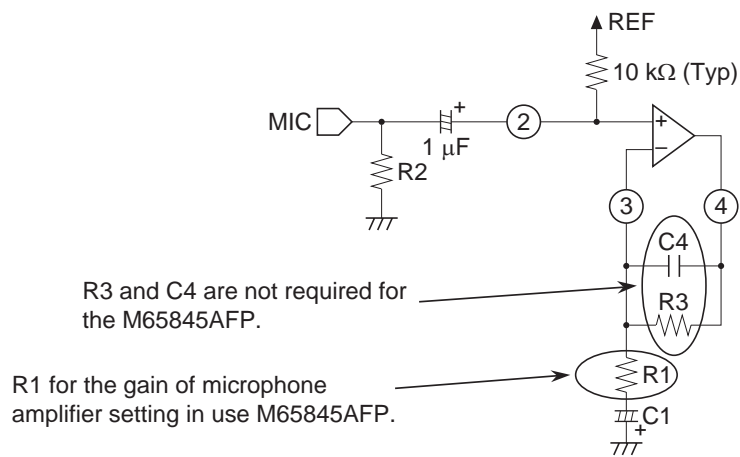 REF
10 kΩ (Typ)
MIC
+
1 μF
2
+
−
R2
3
4
C4
R3 and C4 are not required for
the M65845AFP.
R3
R1 for the gain of microphone
amplifier setting in use M65845AFP.
R1
C1
+